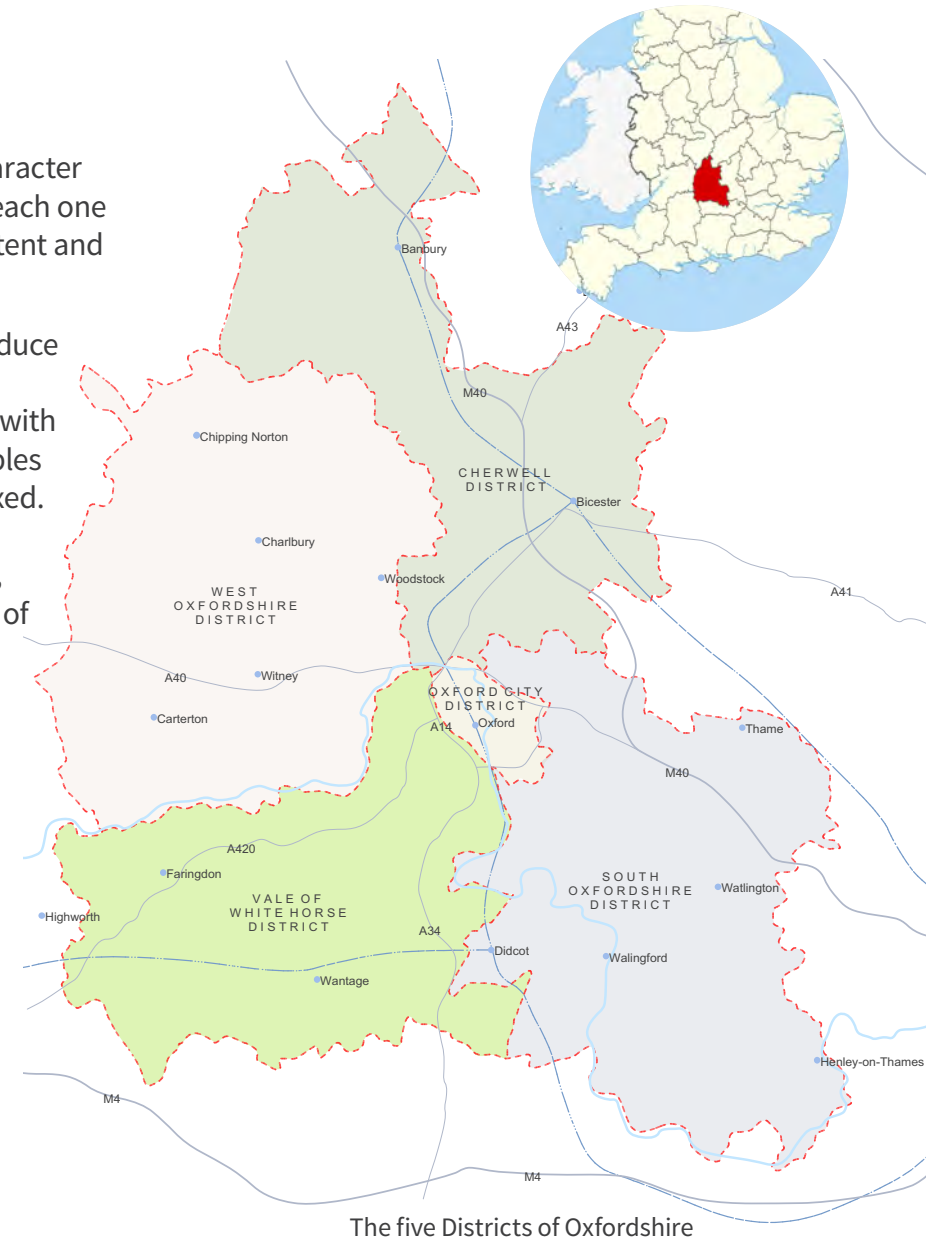 aracter
each one
tent and
duce
with
ples
xed.
of
Banbury
A43
M40
Chipping Norton
CHERWELL
DISTRICT
Bicester
Charlbury
Woodstock
WEST
OXFORDSHIRE
DISTRICT
A41
A40
Witney
OXFORD CITY
DISTRICT
Carterton
A14
Oxford
Thame
M40
A420
Faringdon
VALE OF
WHITE HORSE
DISTRICT
SOUTH
OXFORDSHIRE
DISTRICT
Watlington
Highworth
A34
Didcot
Walingford
Wantage
Henley-on-Thames
M4
M4
The five Districts of Oxfordshire